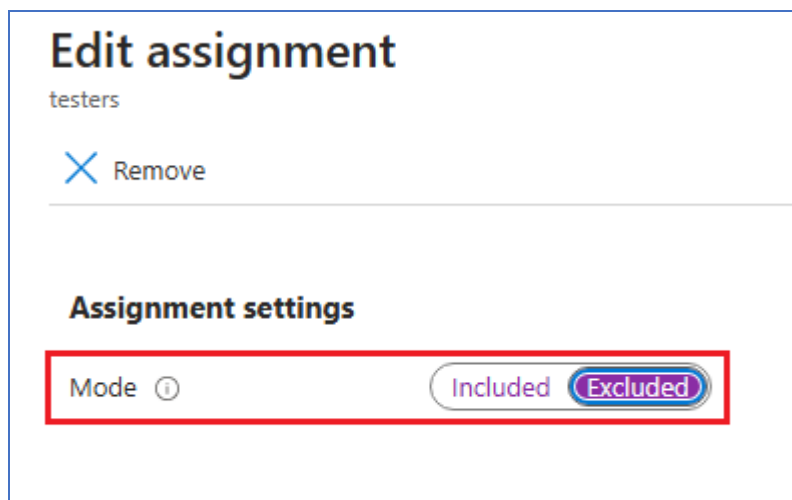 Edit assignment
testers
Remove
Assignment settings
Mode Included Excluded